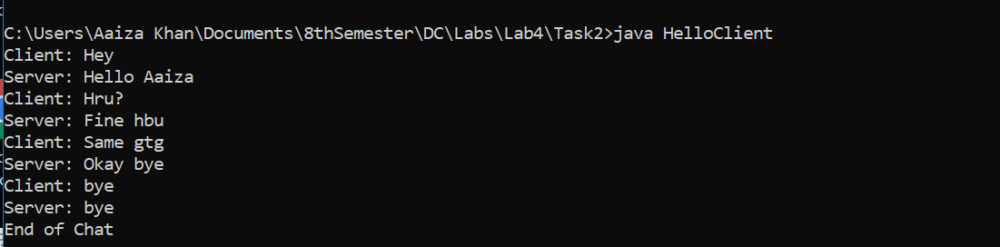 C:\Users\Aaiza Khan\Documents\8thSemester\DC\Labs\Lab4\Task2>java HelloClient
Client: Hey
Server: Hello Aaiza
Client: Hru?
Server: Fine hbu
Client: Same gtg
Server: Okay bye
Client: bye
Server: bye
End of Chat